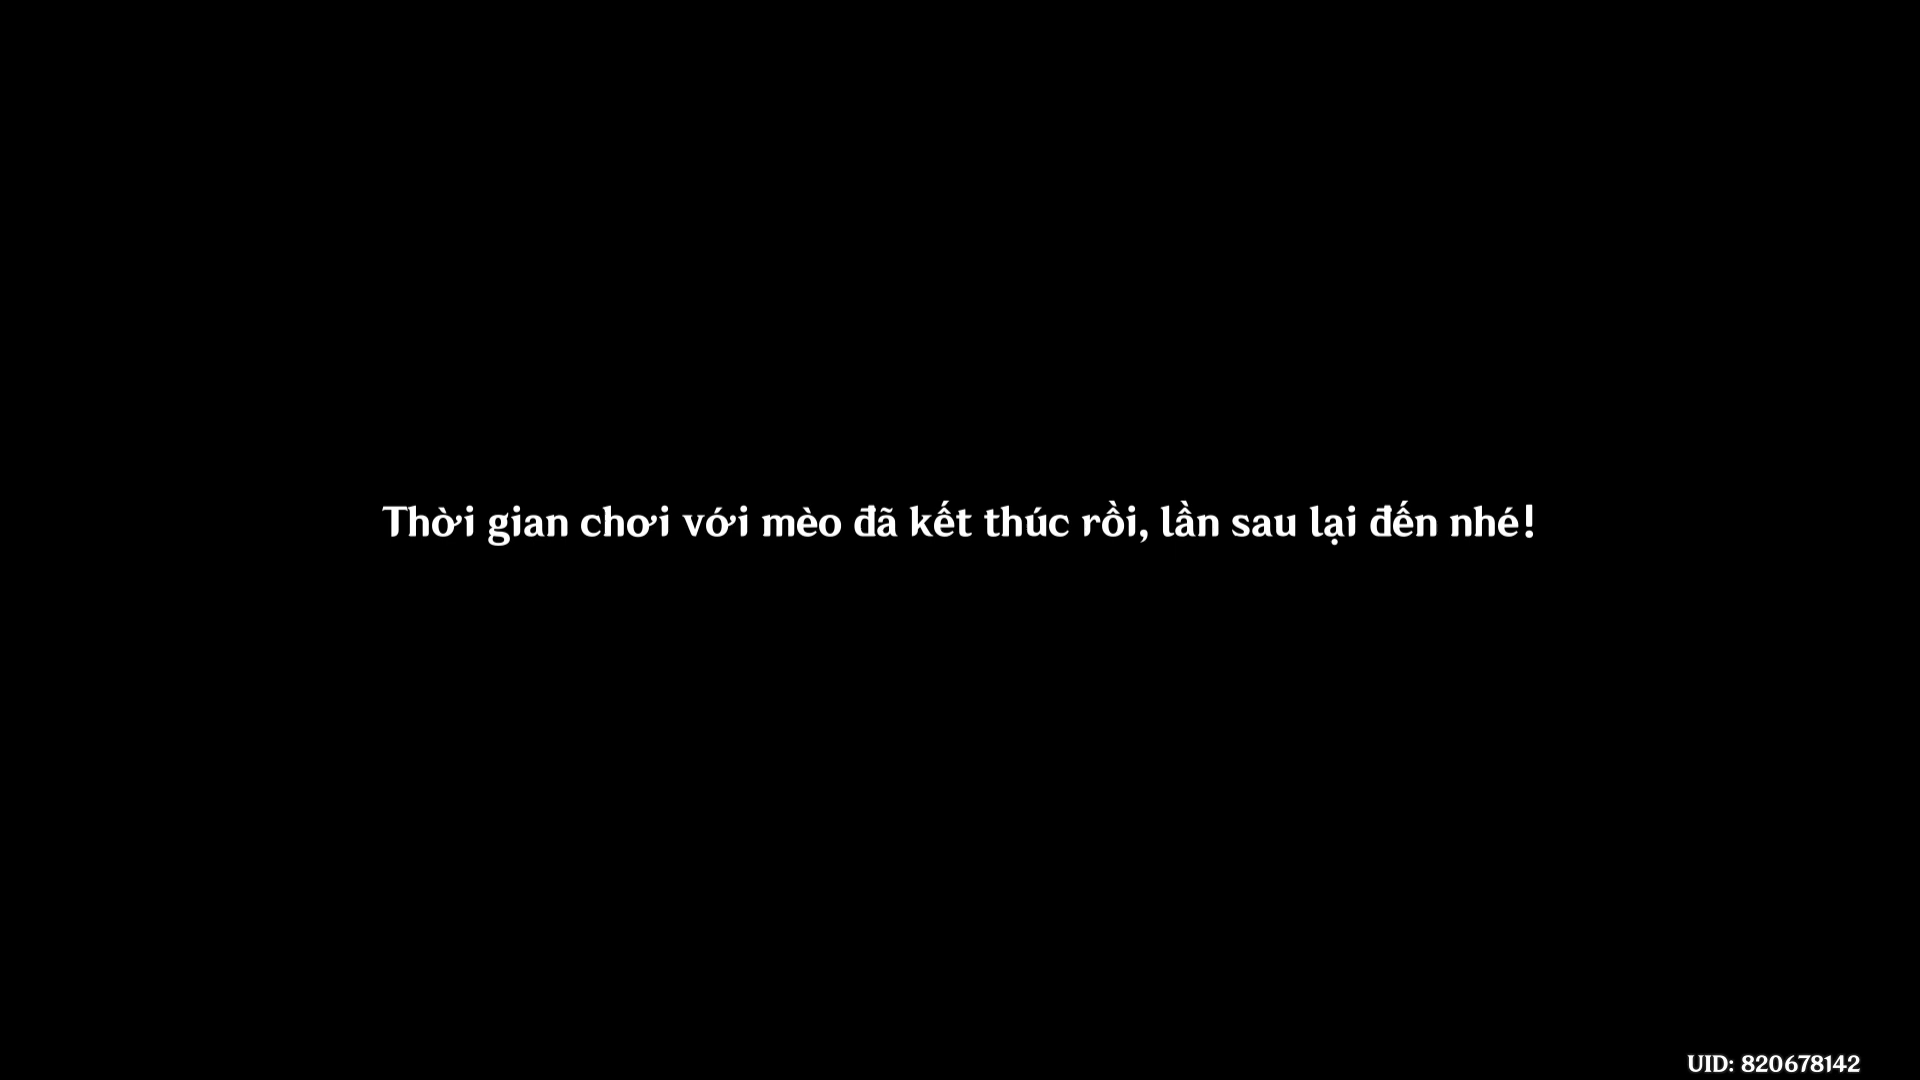 Thời gian chơi với mèo đã kết thúc rồi, lần sau lại đến nhé!
UID: 820678142